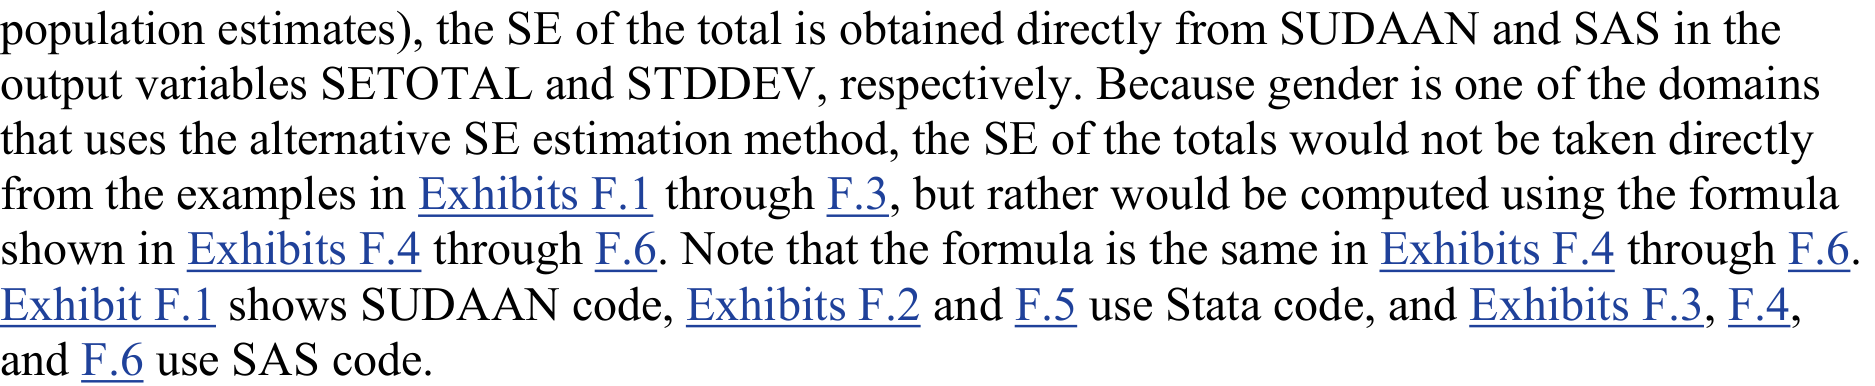 population estimates), the SE of the total is obtained directly from SUDAAN and SAS in the
output variables SETOTAL and STDDEV, respectively. Because gender is one of the domains
that uses the alternative SE estimation method, the SE of the totals would not be taken directly
from the examples in Exhibits F.1 through F.3, but rather would be computed using the formula
shown in Exhibits F.4 through F.6. Note that the formula is the same in Exhibits F.4 through F.6.
Exhibit F.1 shows SUDAAN code, Exhibits F.2 and F.5 use Stata code, and Exhibits F.3, F.4,
and F.6 use SAS code.